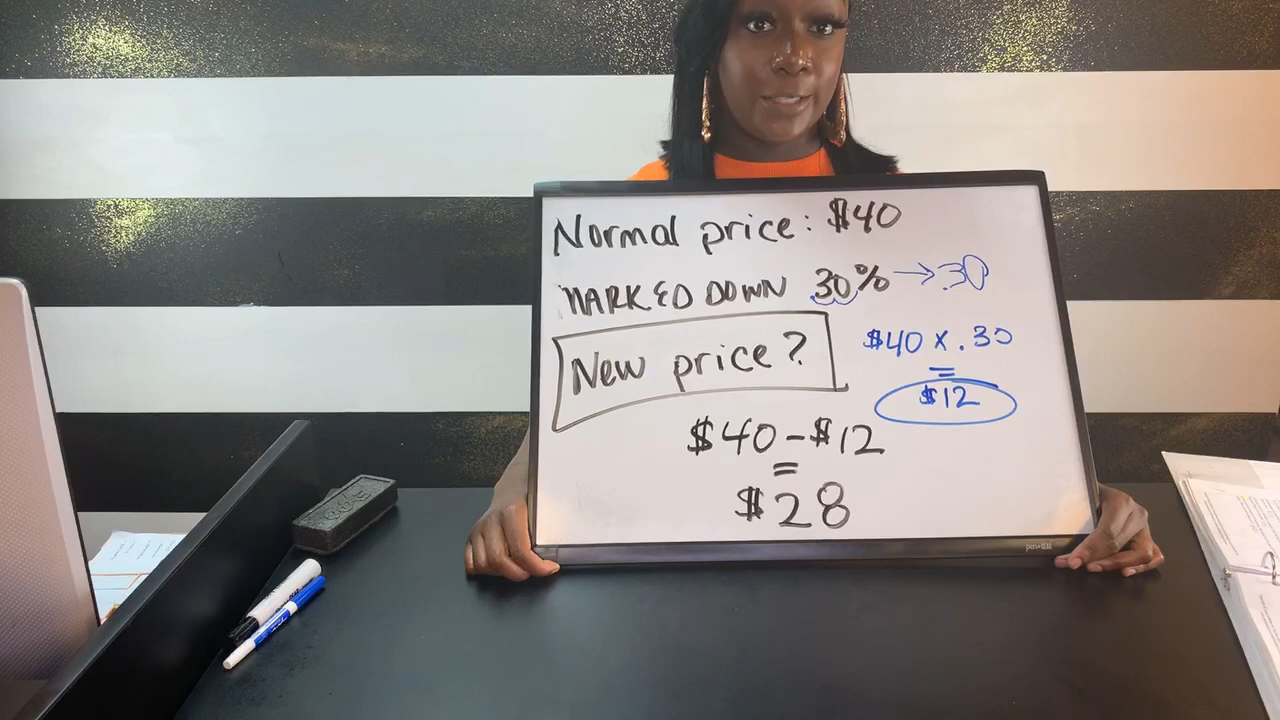 Normal price: $40
MARKED DOWN 30% → .30
New price?
$40 x .30
=
$12
$40 - $12
=
$28